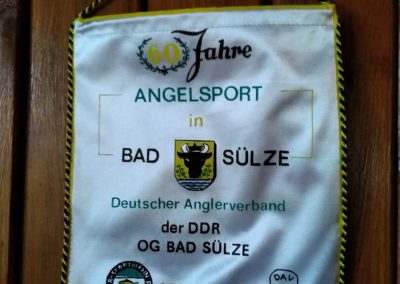 60 Jahre
ANGELSPORT
in
BAD SÜLZE
Deutscher Anglerverband
der DDR
OG BAD SÜLZE
DAV